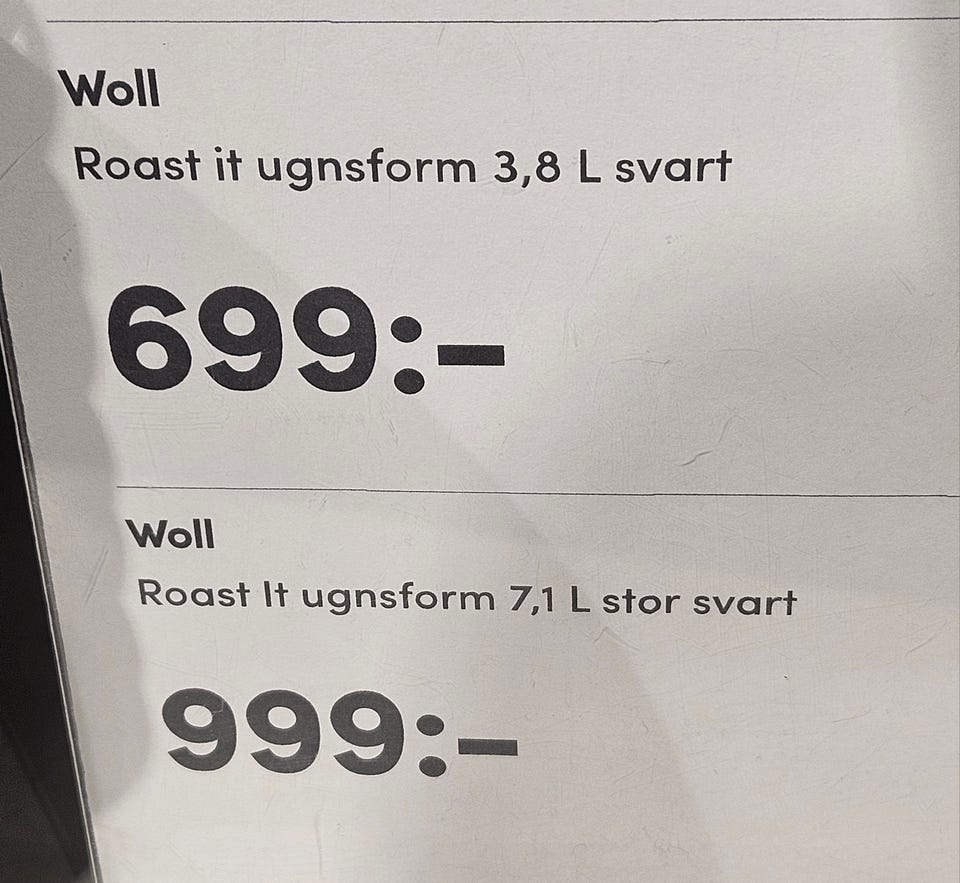 Woll
Roast it ugnsform 3,8 L svart
699:-
Woll
Roast It ugnsform 7,1 L stor svart
999:-